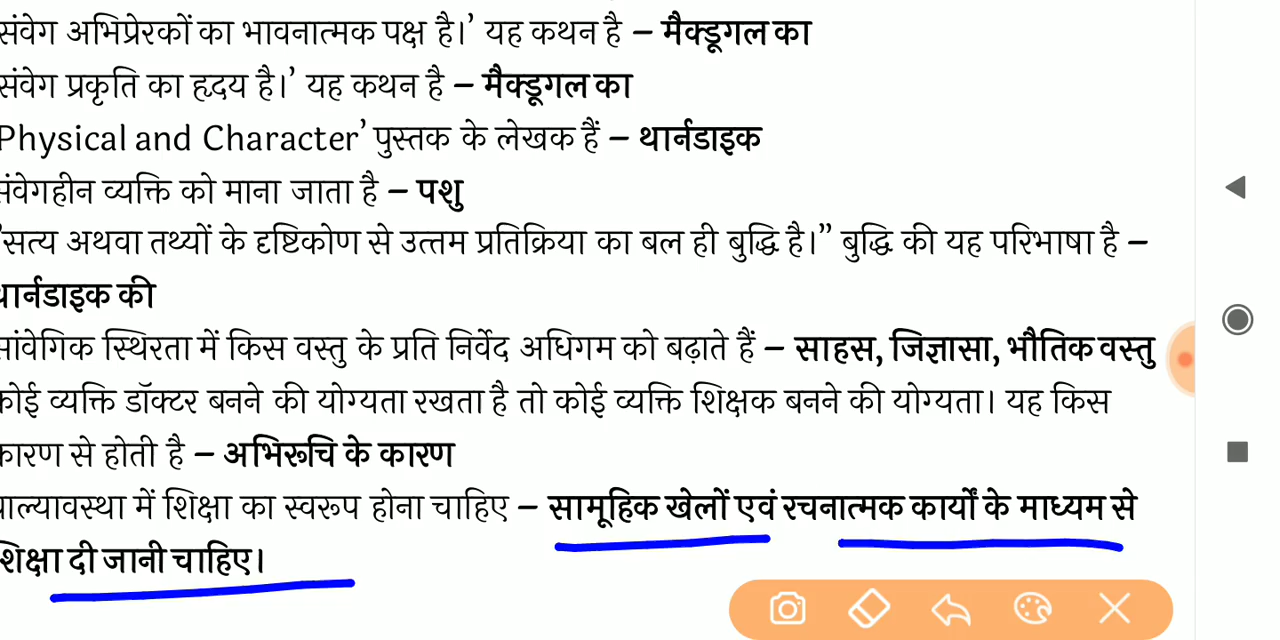 संवेग अभिप्रेरकों का भावनात्मक पक्ष है।’ यह कथन है – मैक्डूगल का
संवेग प्रकृति का हृदय है।’ यह कथन है – मैक्डूगल का
Physical and Character’ पुस्तक के लेखक हैं – थार्नडाइक
संवेगहीन व्यक्ति को माना जाता है – पशु
सत्य अथवा तथ्यों के दृष्टिकोण से उत्तम प्रतिक्रिया का बल ही बुद्धि है।” बुद्धि की यह परिभाषा है –
थार्नडाइक की
सांवेगिक स्थिरता में किस वस्तु के प्रति निर्वेद अधिगम को बढ़ाते हैं – साहस, जिज्ञासा, भौतिक वस्तु
कोई व्यक्ति डॉक्टर बनने की योग्यता रखता है तो कोई व्यक्ति शिक्षक बनने की योग्यता। यह किस
कारण से होती है – अभिरूचि के कारण
बाल्यावस्था में शिक्षा का स्वरूप होना चाहिए – सामूहिक खेलों एवं रचनात्मक कार्यों के माध्यम से
शिक्षा दी जानी चाहिए।